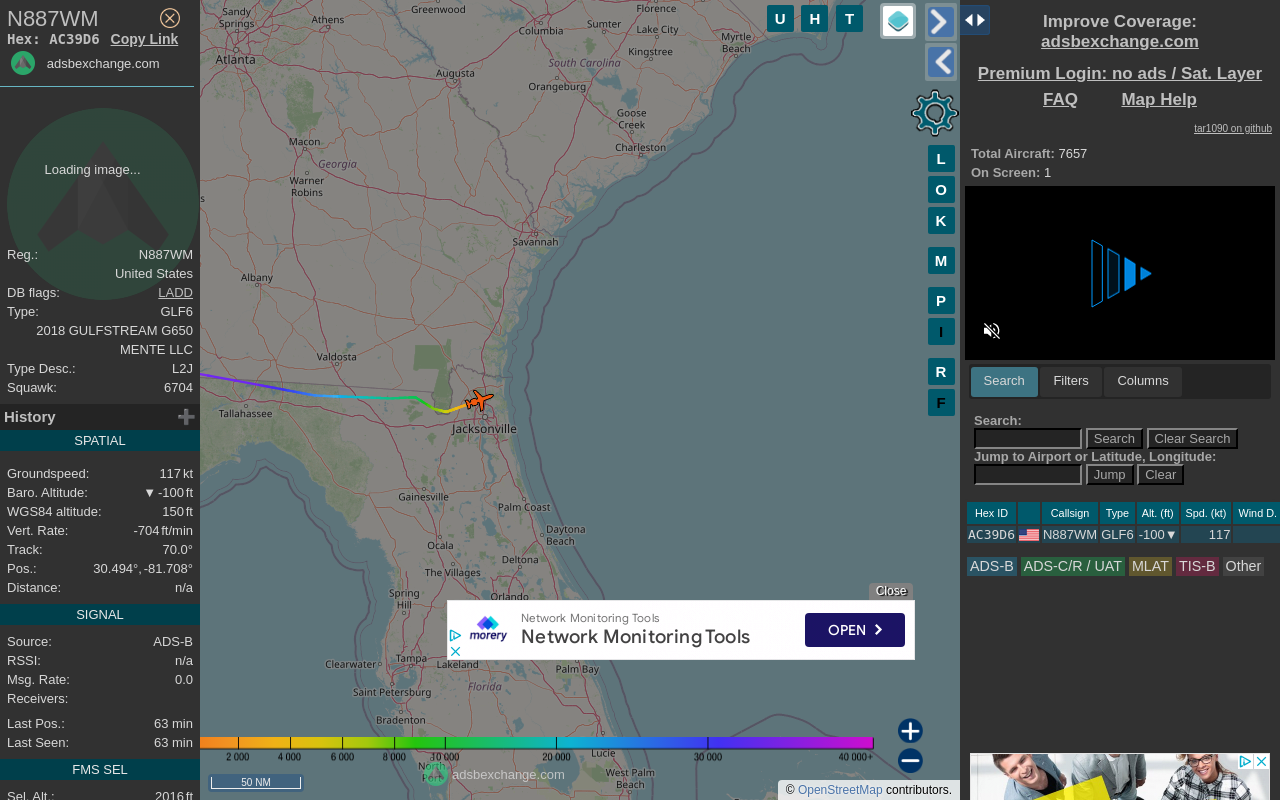 N887WM
Hex: AC39D6 Copy Link
adsbexchange.com
Loading image...
Reg.: N887WM
United States
DB flags: LADD
Type: GLF6
2018 GULFSTREAM G650
MENTE LLC
Type Desc.: L2J
Squawk: 6704
History
SPATIAL
Groundspeed: 117 kt
Baro. Altitude: ▼ -100 ft
WGS84 altitude: 150 ft
Vert. Rate: -704 ft/min
Track: 70.0°
Pos.: 30.494°, -81.708°
Distance: n/a
SIGNAL
Source: ADS-B
RSSI: n/a
Msg. Rate: 0.0
Receivers:
Last Pos.: 63 min
Last Seen: 63 min
FMS SEL
Sel. Alt.: 2016 ft
Sandy Springs
Athens
Greenwood
Florence
Columbia
Sumter
Lake City
Kingstree
Myrtle Beach
Atlanta
Augusta
South Carolina
Orangeburg
Goose Creek
Charleston
Macon
Georgia
Warner Robins
Savannah
Albany
Valdosta
Tallahassee
Jacksonville
Gainesville
Palm Coast
Daytona Beach
Ocala
Deltona
The Villages
Spring Hill
Orlando
Clearwater
Tampa
Lakeland
Palm Bay
Saint Petersburg
Florida
Bradenton
North Port
Lucie
West Palm Beach
U H T
L
O
K
M
P
I
R
F
Close
Network Monitoring Tools
morery
Network Monitoring Tools
OPEN
2 000 4 000 6 000 8 000 10 000 20 000 30 000 40 000+
adsbexchange.com
50 NM
© OpenStreetMap contributors.
Improve Coverage:
adsbexchange.com
Premium Login: no ads / Sat. Layer
FAQ Map Help
tar1090 on github
Total Aircraft: 7657
On Screen: 1
Search Filters Columns
Search:
Search Clear Search
Jump to Airport or Latitude, Longitude:
Jump Clear
Hex ID Callsign Type Alt. (ft) Spd. (kt) Wind D.
AC39D6 N887WM GLF6 -100▼ 117
ADS-B ADS-C/R / UAT MLAT TIS-B Other